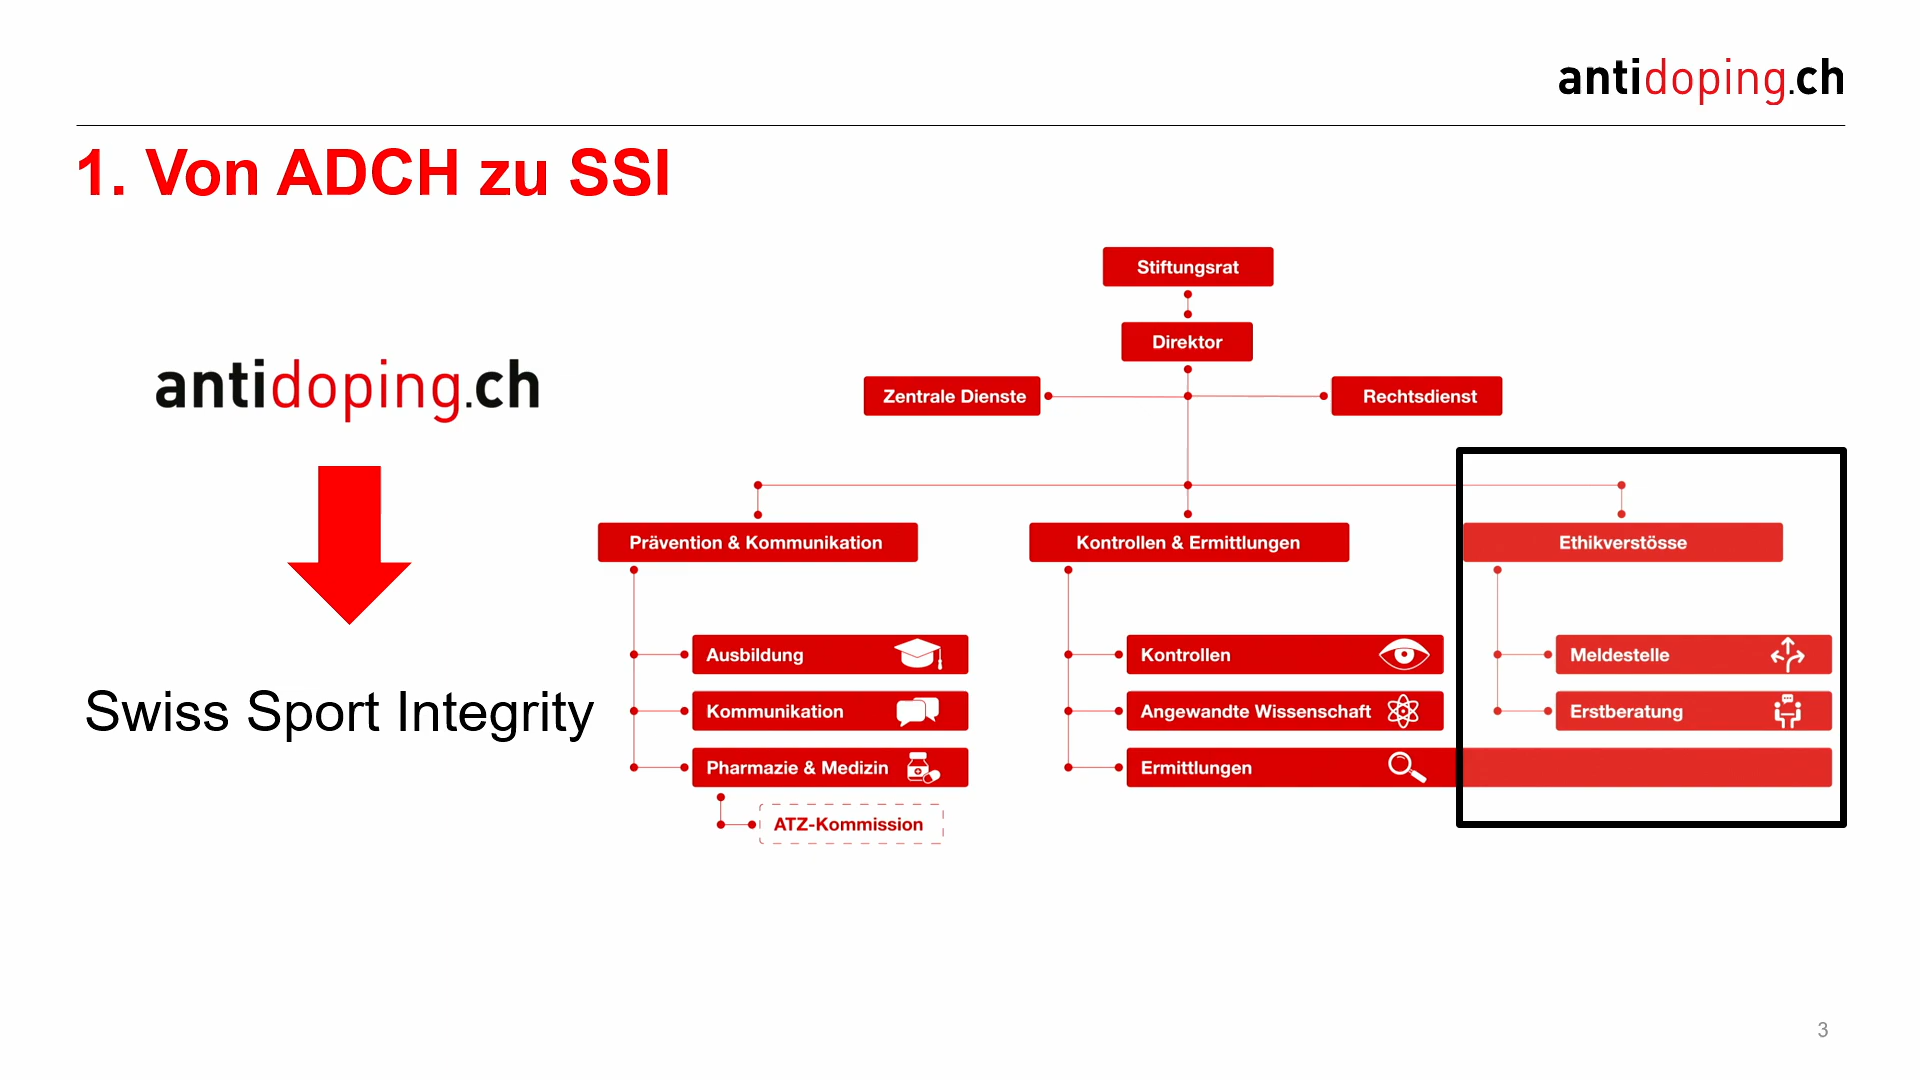 antidoping.ch
1. Von ADCH zu SSI
antidoping.ch
Swiss Sport Integrity
Stiftungsrat
Direktor
Zentrale Dienste
Rechtsdienst
Prävention & Kommunikation
Ausbildung
Kommunikation
Pharmazie & Medizin
ATZ-Kommission
Kontrollen & Ermittlungen
Kontrollen
Angewandte Wissenschaft
Ermittlungen
Ethikverstösse
Meldestelle
Erstberatung
3